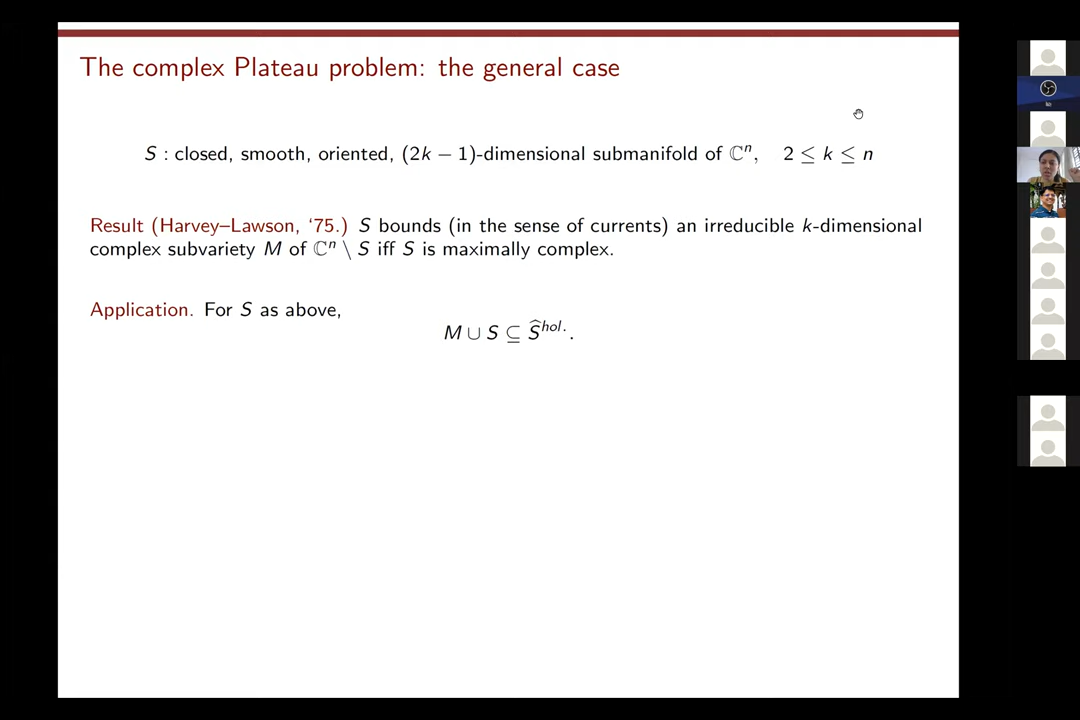 The complex Plateau problem: the general case
S : closed, smooth, oriented, (2k − 1)-dimensional submanifold of ℂⁿ, 2 ≤ k ≤ n
Result (Harvey–Lawson, ‘75.) S bounds (in the sense of currents) an irreducible k-dimensional
complex subvariety M of ℂⁿ \ S iff S is maximally complex.
Application. For S as above,
M ∪ S ⊆ Ŝ^{hol.}.